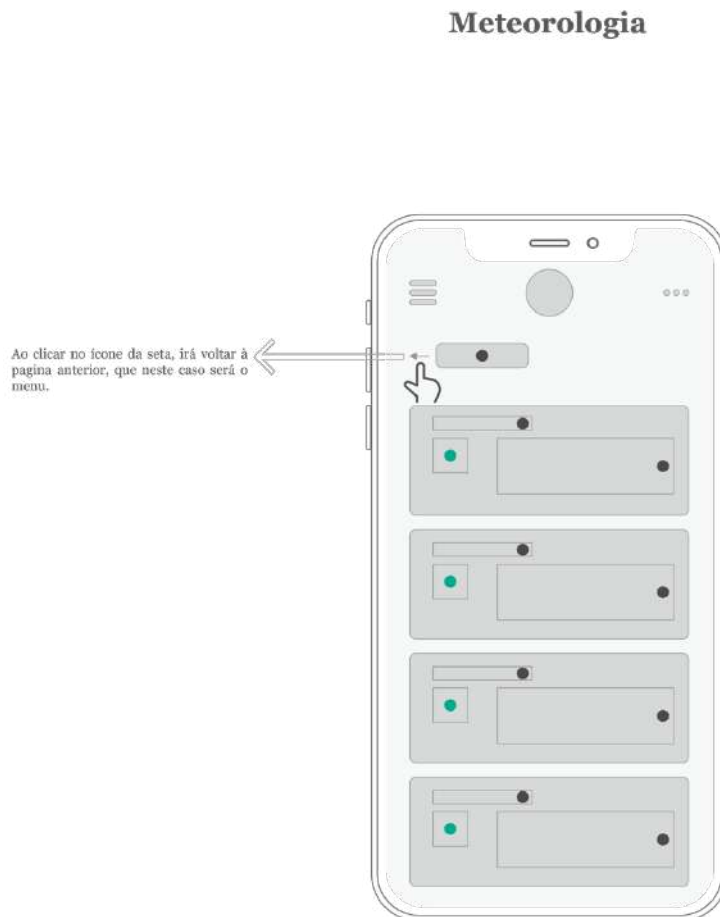 Meteorologia
Ao clicar no ícone da seta, irá voltar à
pagina anterior, que neste caso será o
menu.